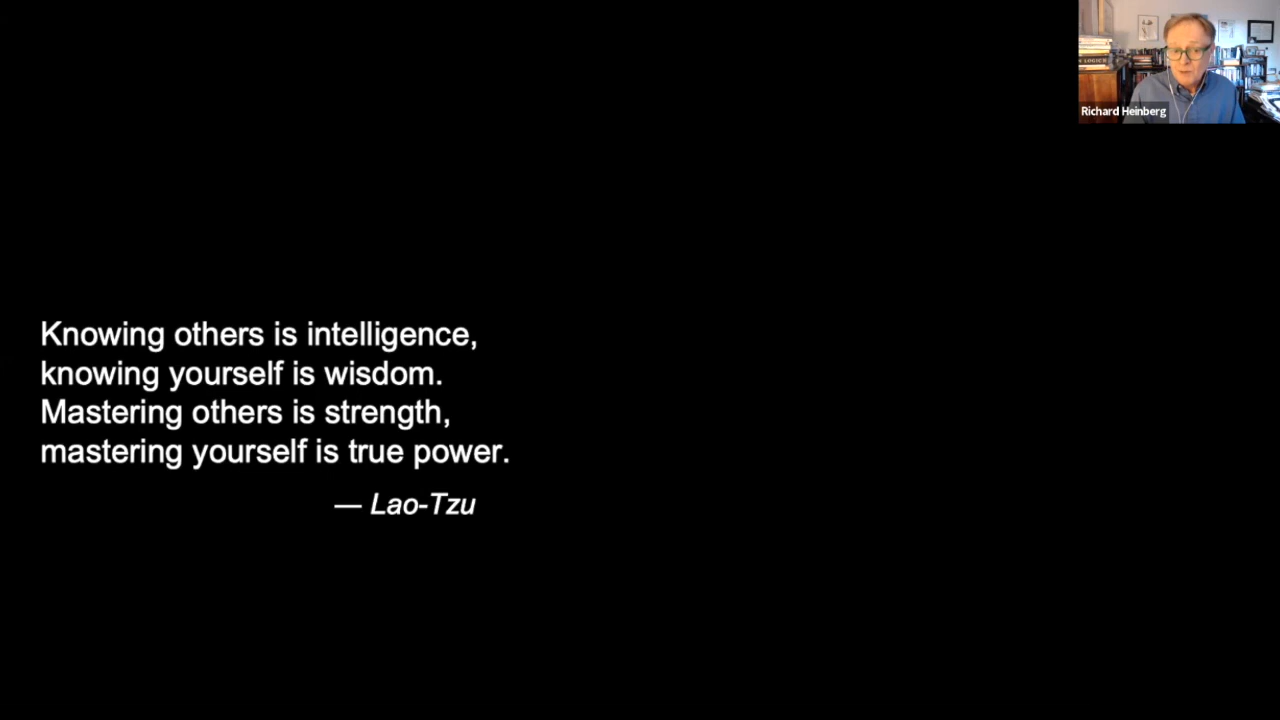 Knowing others is intelligence,
knowing yourself is wisdom.
Mastering others is strength,
mastering yourself is true power.
— Lao-Tzu
Richard Heinberg